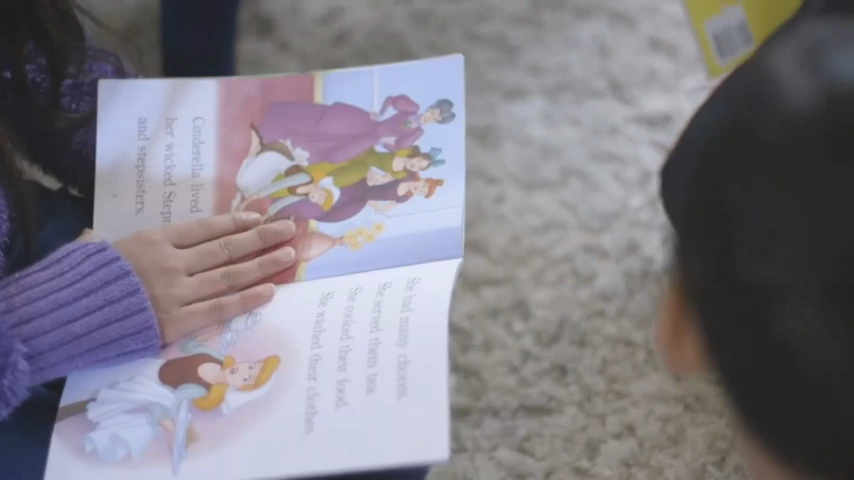 Cinderella lived
her wicked Stepm
and stepsisters.
She had many chores.
She served them tea.
She cooked their food.
She washed their clothes.